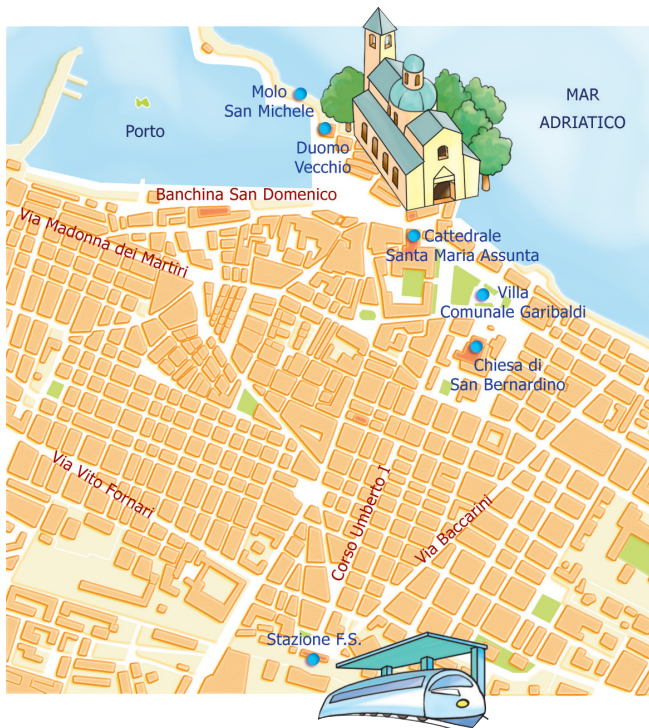 Molo
San Michele
MAR
ADRIATICO
Porto
Duomo
Vecchio
Banchina San Domenico
Via Madonna dei Martiri
Cattedrale
Santa Maria Assunta
Villa
Comunale Garibaldi
Chiesa di
San Bernardino
Via Vito Fornari
Corso Umberto I
Via Baccarini
Stazione F.S.